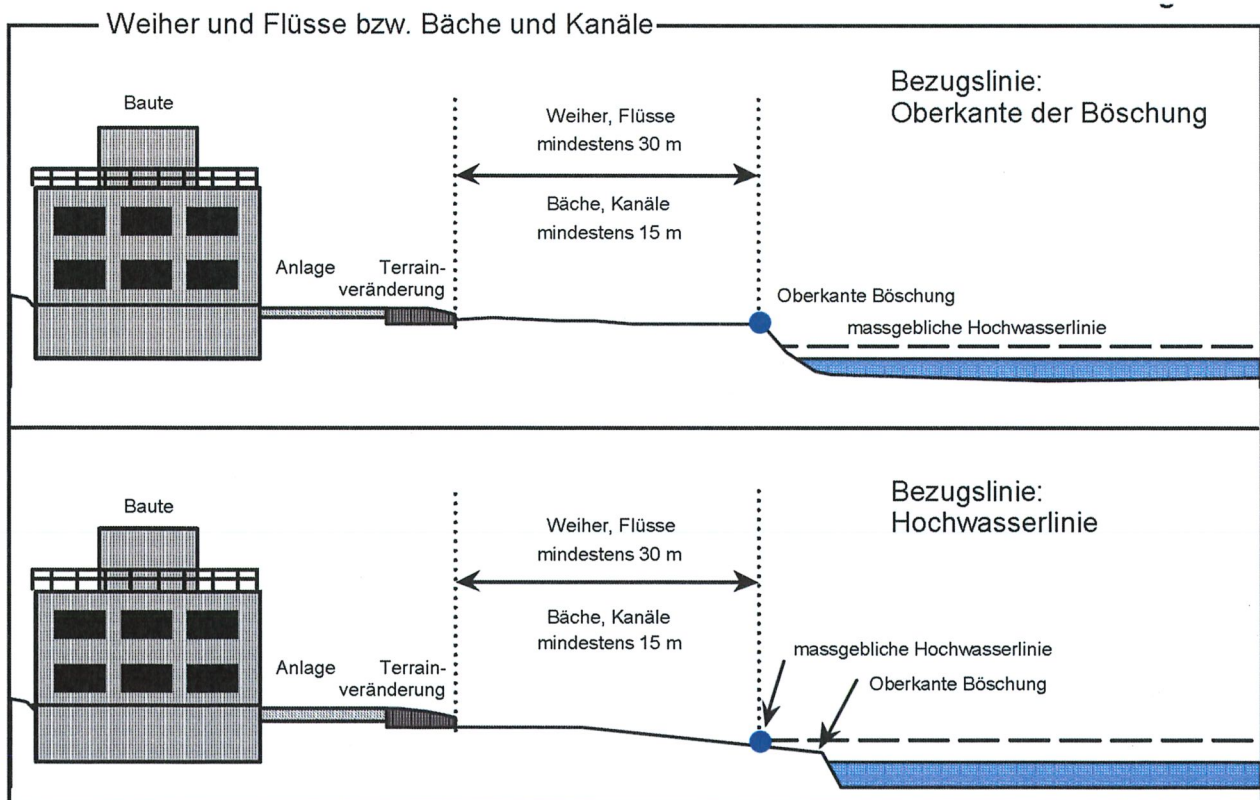 Weiher und Flüsse bzw. Bäche und Kanäle
Bezugslinie:
Oberkante der Böschung
Baute
Weiher, Flüsse
mindestens 30 m
Bäche, Kanäle
mindestens 15 m
Anlage
Terrain-
veränderung
Oberkante Böschung
massgebliche Hochwasserlinie
Bezugslinie:
Hochwasserlinie
Baute
Weiher, Flüsse
mindestens 30 m
Bäche, Kanäle
mindestens 15 m
Anlage
Terrain-
veränderung
massgebliche Hochwasserlinie
Oberkante Böschung